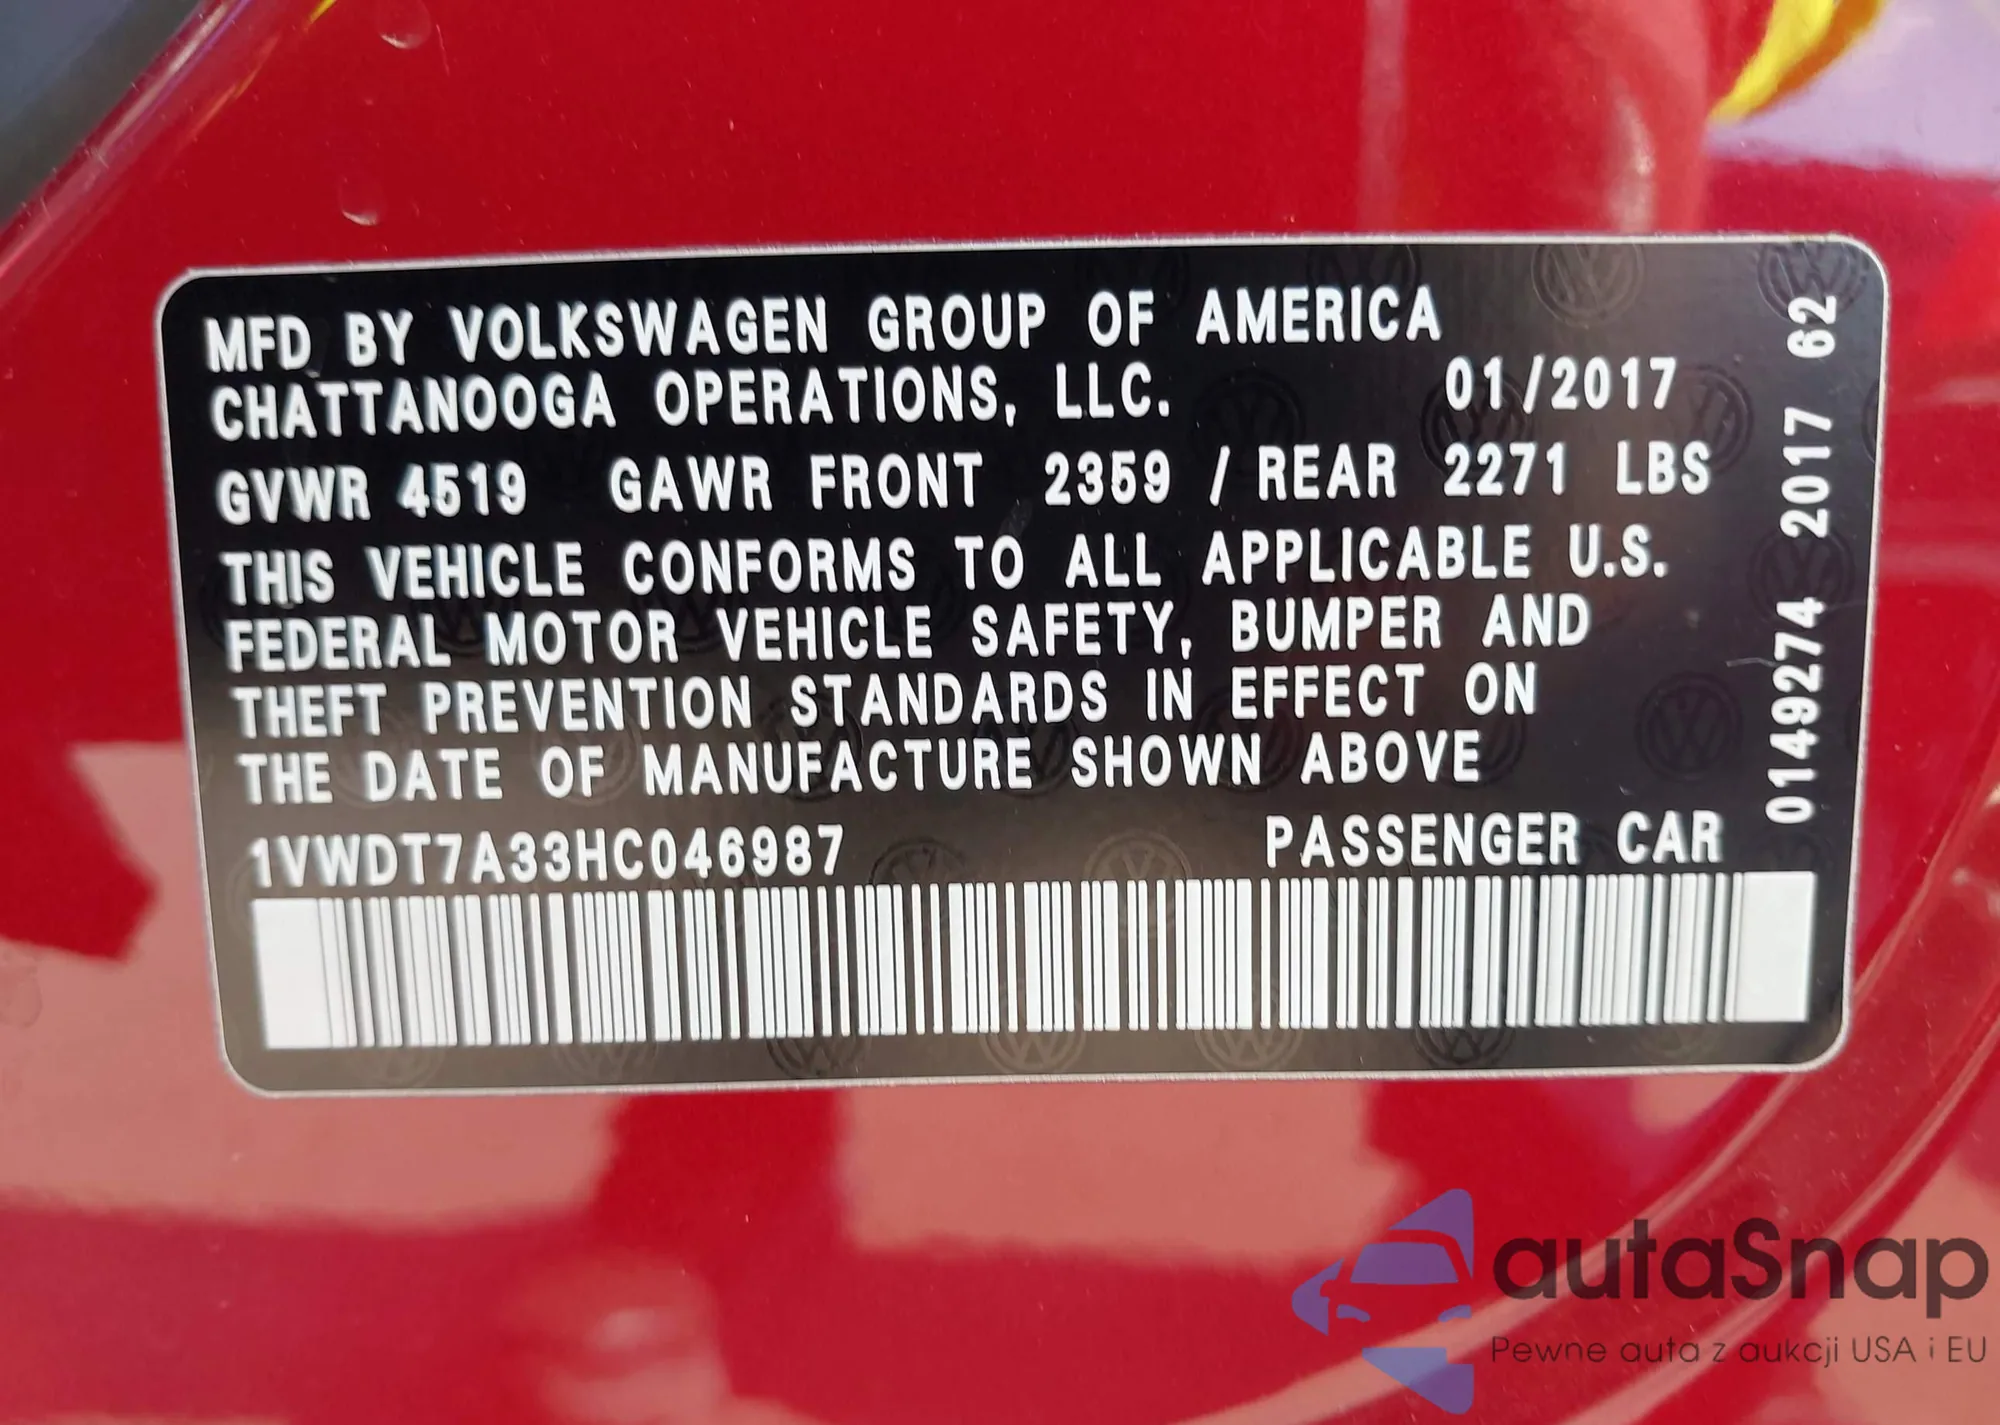 MFD BY VOLKSWAGEN GROUP OF AMERICA
CHATTANOOGA OPERATIONS, LLC. 01/2017
GVWR 4519 GAWR FRONT 2359 / REAR 2271 LBS
THIS VEHICLE CONFORMS TO ALL APPLICABLE U.S.
FEDERAL MOTOR VEHICLE SAFETY, BUMPER AND
THEFT PREVENTION STANDARDS IN EFFECT ON
THE DATE OF MANUFACTURE SHOWN ABOVE
1VWDT7A33HC046987 PASSENGER CAR
0149274 2017 62
autaSnap
Pewne auta z aukcji USA i EU